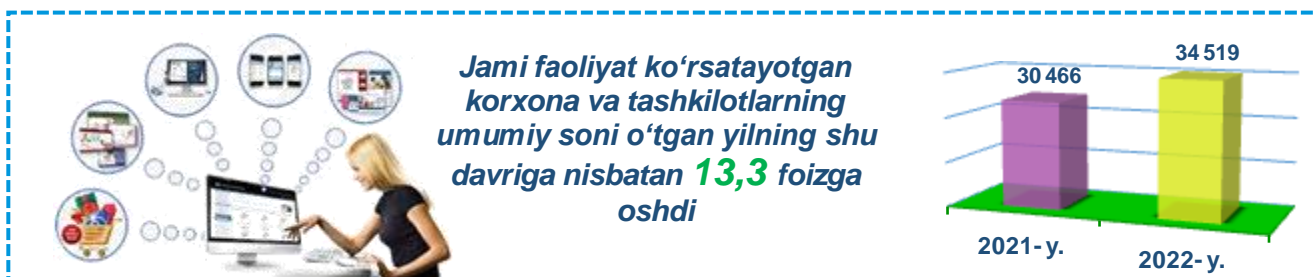 Jami faoliyat ko‘rsatayotgan
korxona va tashkilotlarning
umumiy soni o‘tgan yilning shu
davriga nisbatan 13,3 foizga
oshdi
30 466
34 519
2021- y.
2022- y.